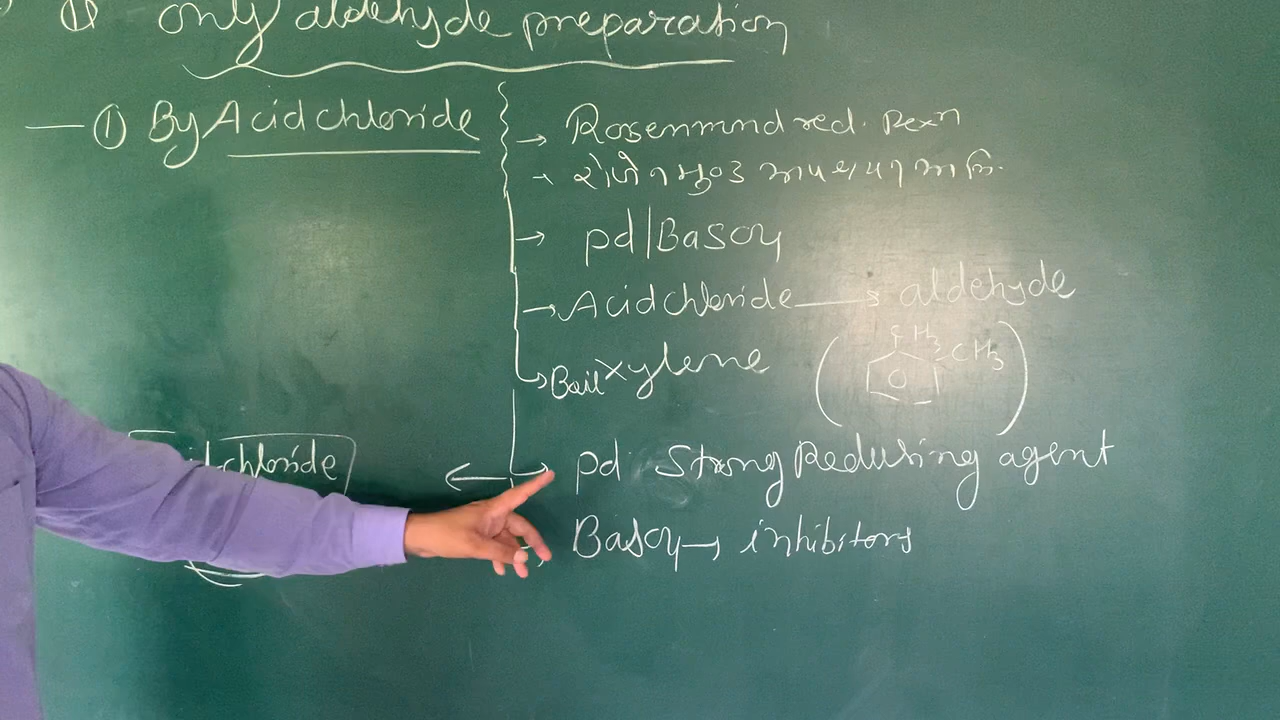 II only aldehyde preparation
① By Acid chloride
→ Rosenmund red. Rexn
→ pd|BaSO4
→ Acid chloride → aldehyde
→ Boil Xylene ( CH3 CH3 )
→ pd. Strong Reducing agent
chloride ←
→ BaSO4 → inhibitors